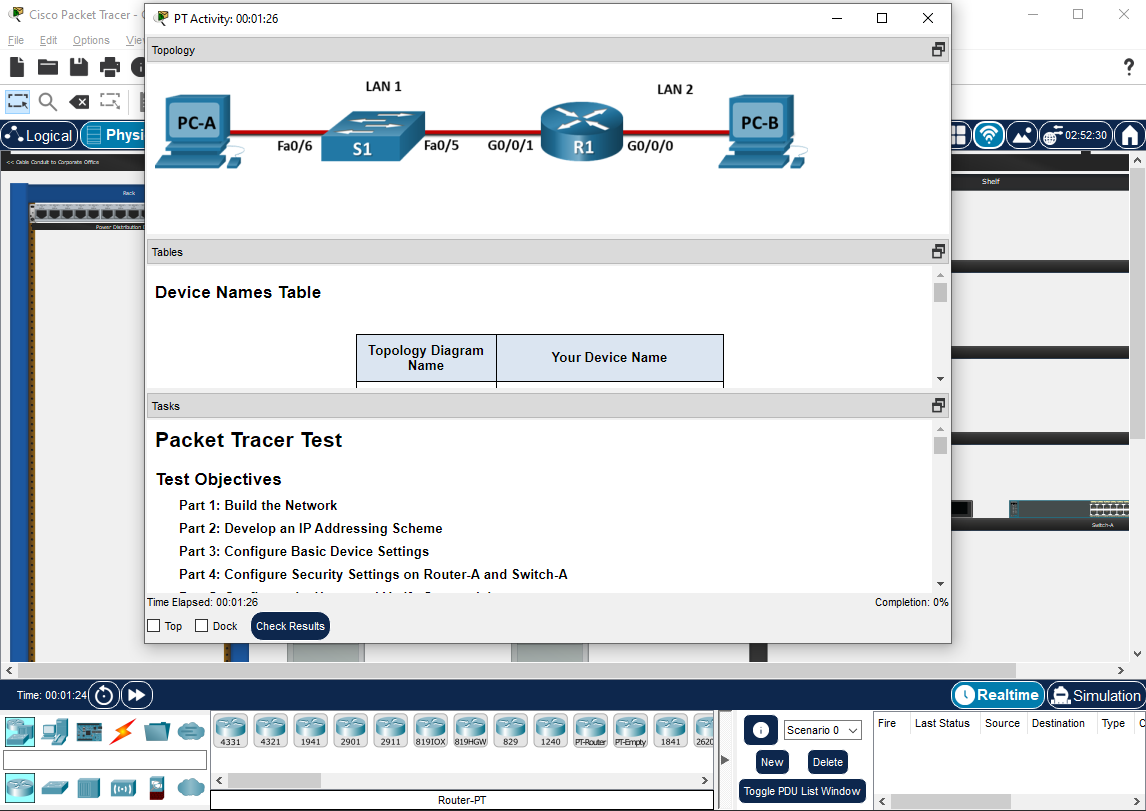 Cisco Packet Tracer -
PT Activity: 00:01:26
File Edit Options View
Topology
LAN 1
LAN 2
PC-A
S1
R1
PC-B
Fa0/6
Fa0/5
G0/0/1
G0/0/0
?
Logical
Physi
02:52:30
<< Cable Conduit to Corporate Office
Rack
Shelf
Power Distribution
Tables
Device Names Table
Topology Diagram
Name
Your Device Name
Tasks
Packet Tracer Test
Test Objectives
Part 1: Build the Network
Part 2: Develop an IP Addressing Scheme
Part 3: Configure Basic Device Settings
Part 4: Configure Security Settings on Router-A and Switch-A
Switch-A
Time Elapsed: 00:01:26
Completion: 0%
Top
Dock
Check Results
Time: 00:01:24
Realtime
Simulation
4331 4321 1941 2901 2911 819IOX 819HGW 829 1240 PT-Router PT-Empty 1841 2620
Scenario 0
New
Delete
Toggle PDU List Window
Fire Last Status Source Destination Type C
Router-PT